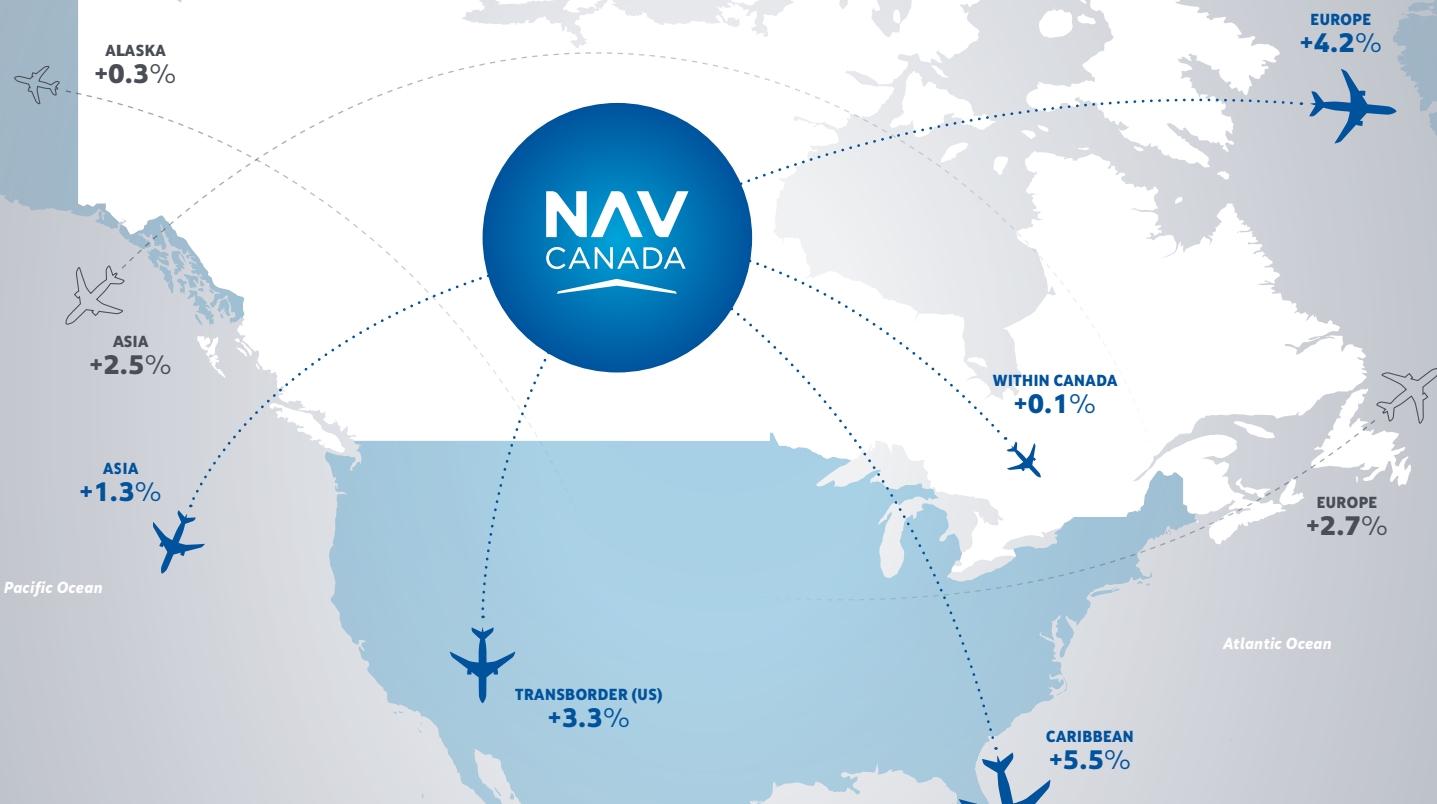 EUROPE
+4.2%
ALASKA
+0.3%
NAV
CANADA
ASIA
+2.5%
WITHIN CANADA
+0.1%
ASIA
+1.3%
EUROPE
+2.7%
Pacific Ocean
Atlantic Ocean
TRANSBORDER (US)
+3.3%
CARIBBEAN
+5.5%